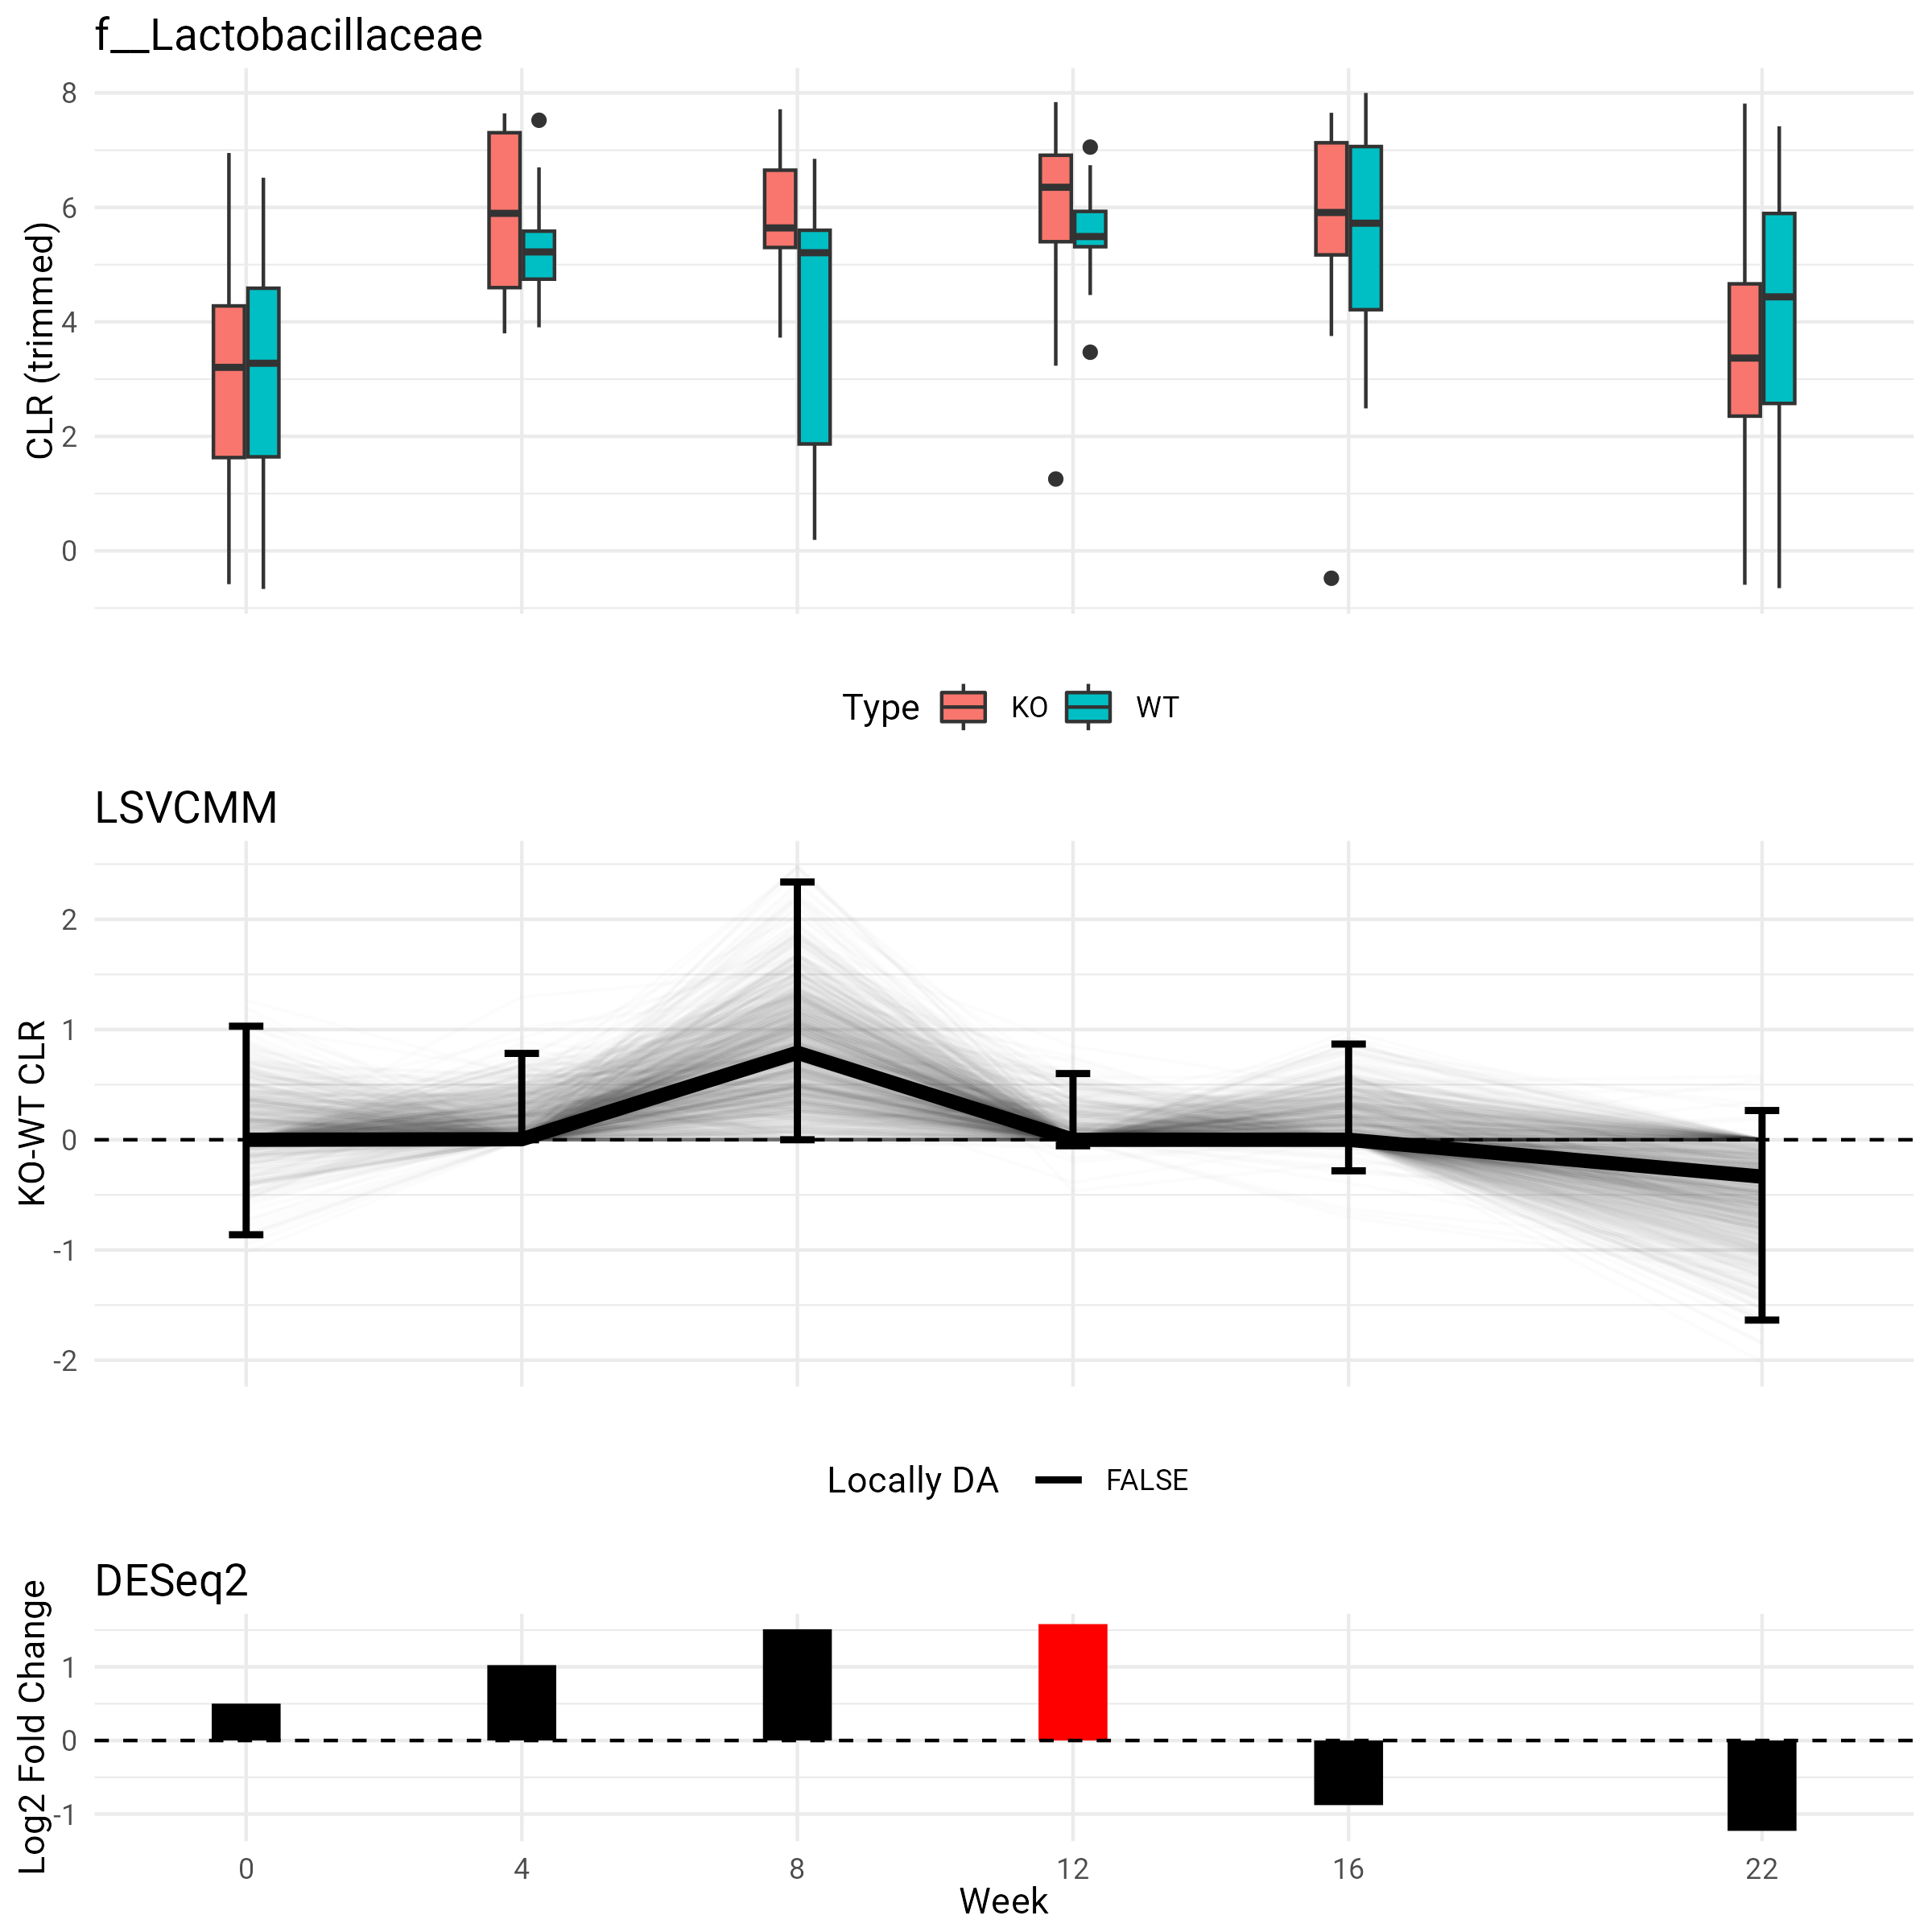 f__Lactobacillaceae
CLR (trimmed)
8
6
4
2
0
Type KO WT
LSVCMM
KO-WT CLR
2
1
0
-1
-2
Locally DA FALSE
DESeq2
Log2 Fold Change
1
0
-1
0 4 8 12 16 22
Week